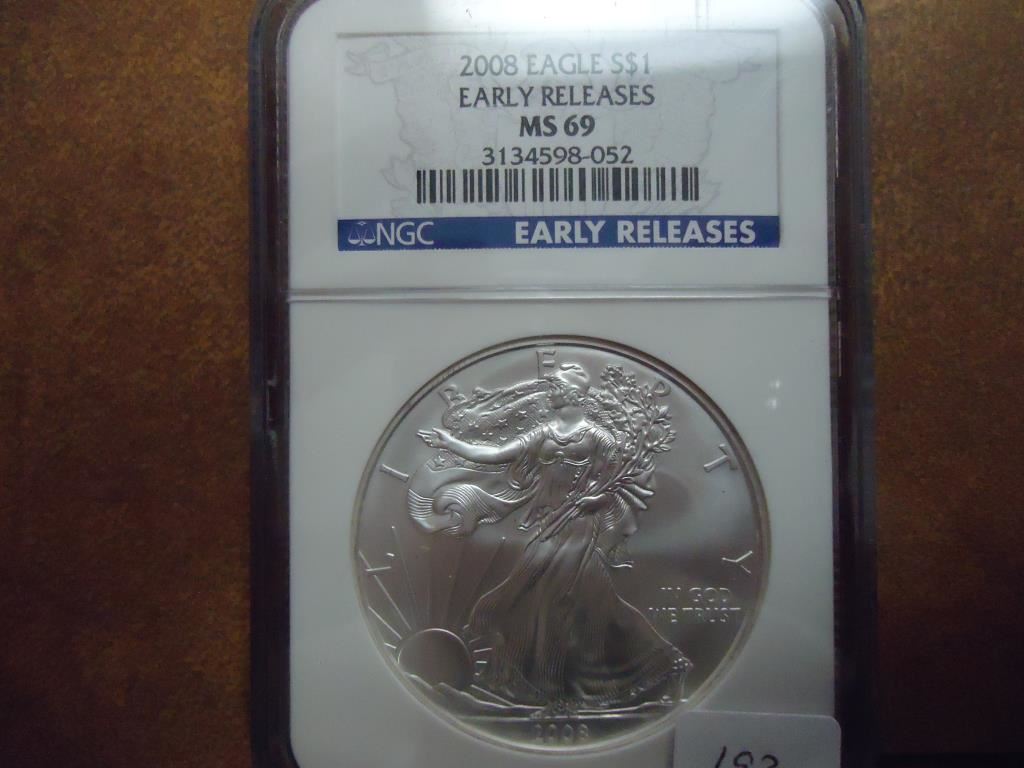 2008 EAGLE S$1
EARLY RELEASES
MS 69
3134598-052
NGC EARLY RELEASES
LIBERTY
IN GOD
WE TRUST
2008